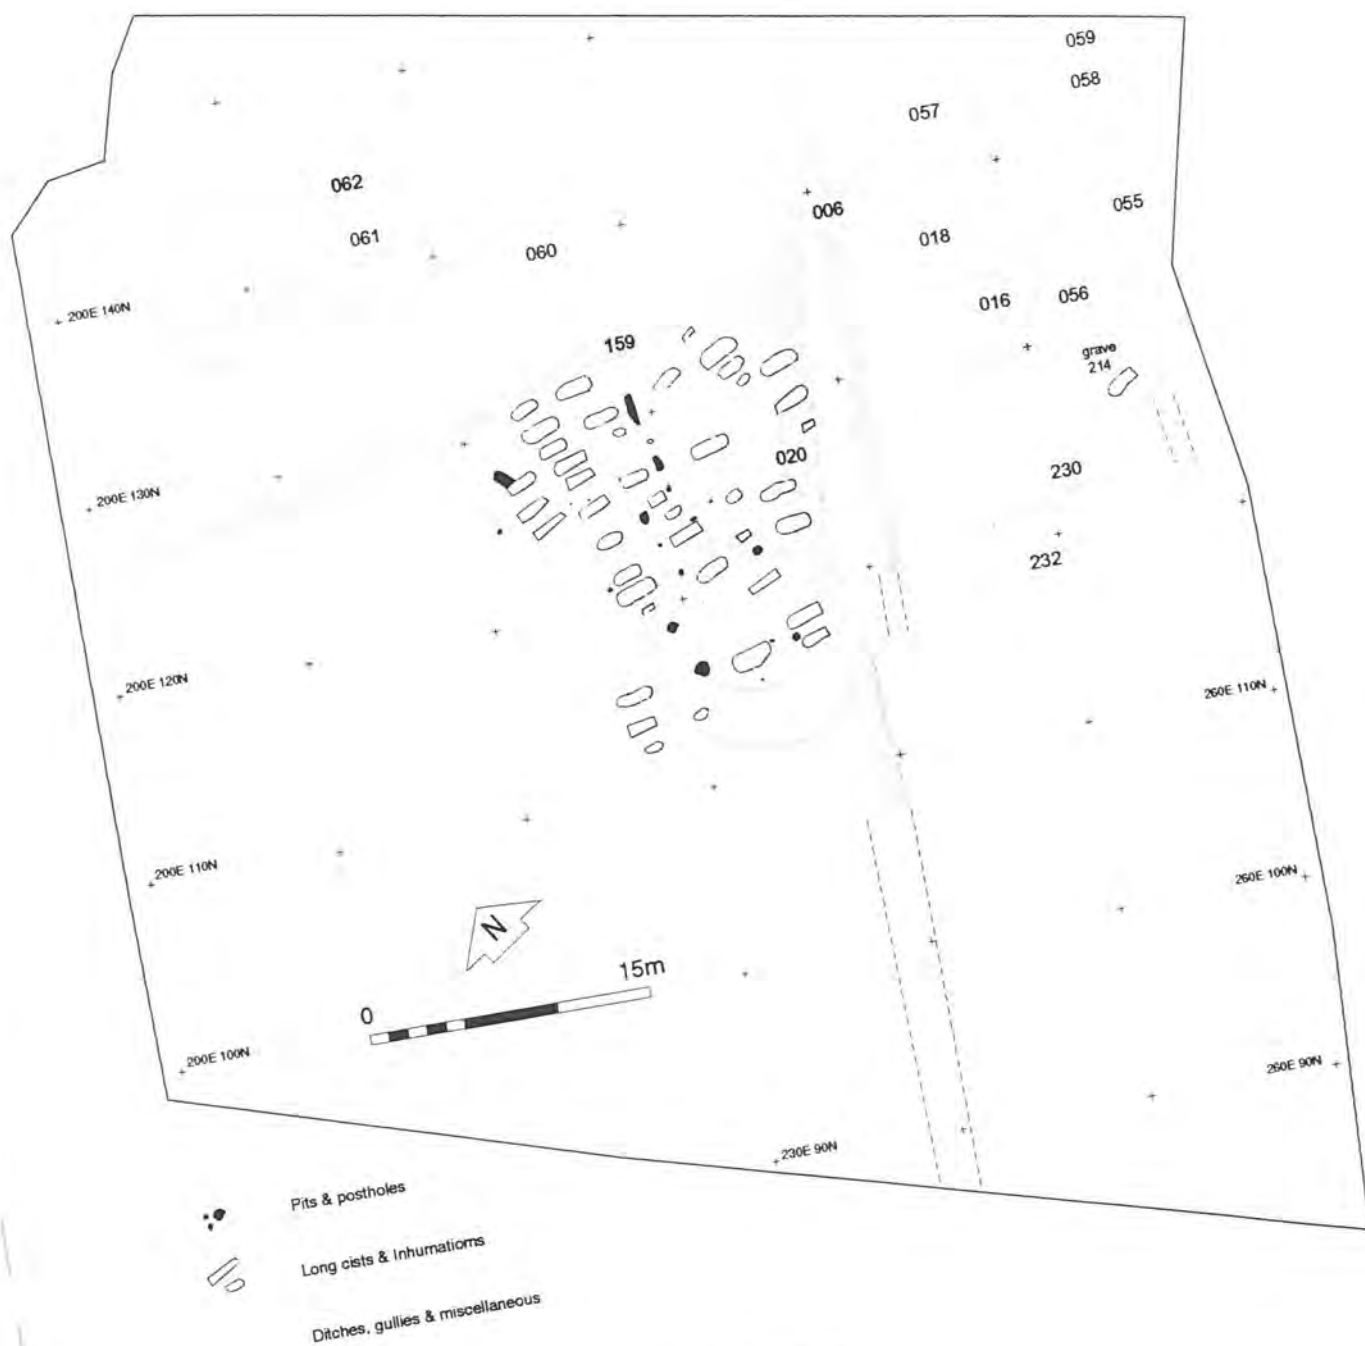 059
058
057
062
055
006
018
061
060
016
056
200E 140N
159
grave
214
020
230
200E 130N
232
200E 120N
260E 110N
200E 110N
260E 100N
N
15m
0
200E 100N
260E 90N
230E 90N
Pits & postholes
Long cists & Inhumatioms
Ditches, gullies & miscellaneous